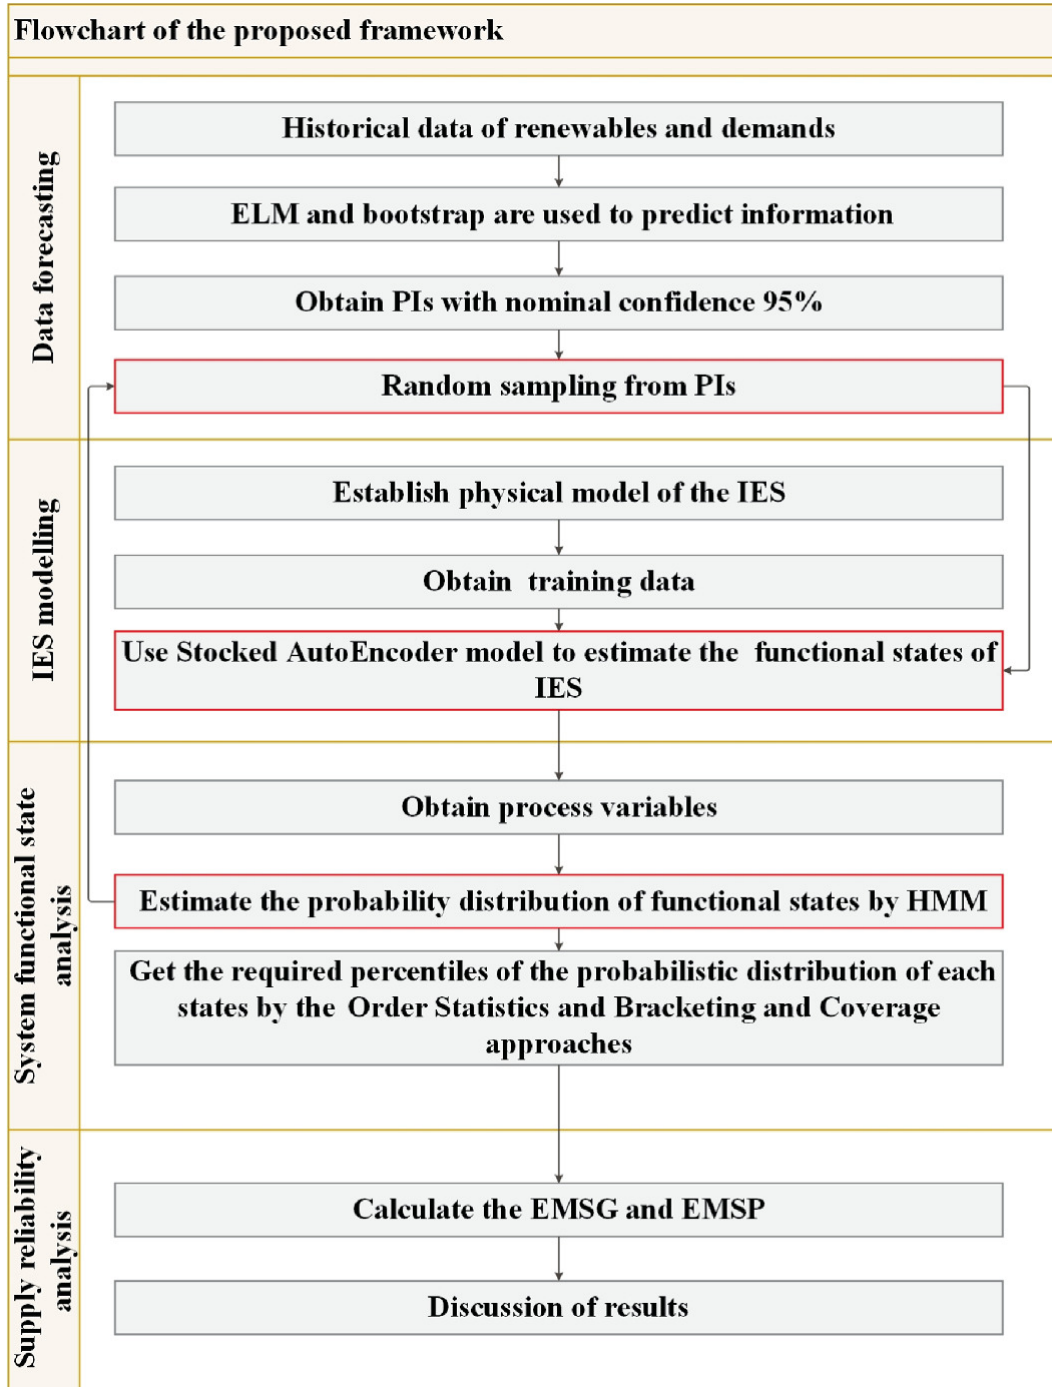 Flowchart of the proposed framework
Data forecasting
Historical data of renewables and demands
ELM and bootstrap are used to predict information
Obtain PIs with nominal confidence 95%
Random sampling from PIs
IES modelling
Establish physical model of the IES
Obtain training data
Use Stocked AutoEncoder model to estimate the functional states of
IES
System functional state
analysis
Obtain process variables
Estimate the probability distribution of functional states by HMM
Get the required percentiles of the probabilistic distribution of each
states by the Order Statistics and Bracketing and Coverage
approaches
Supply reliability
analysis
Calculate the EMSG and EMSP
Discussion of results